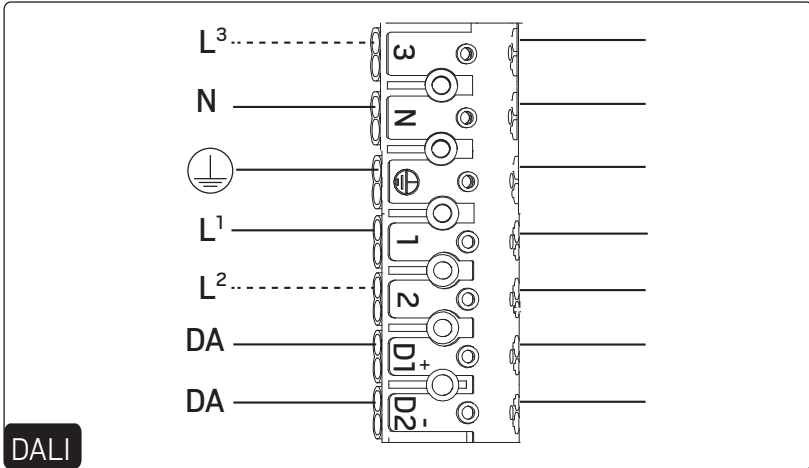 L³ 3
N N
L¹ 1
L² 2
DA D1 +
DA D2 -
DALI